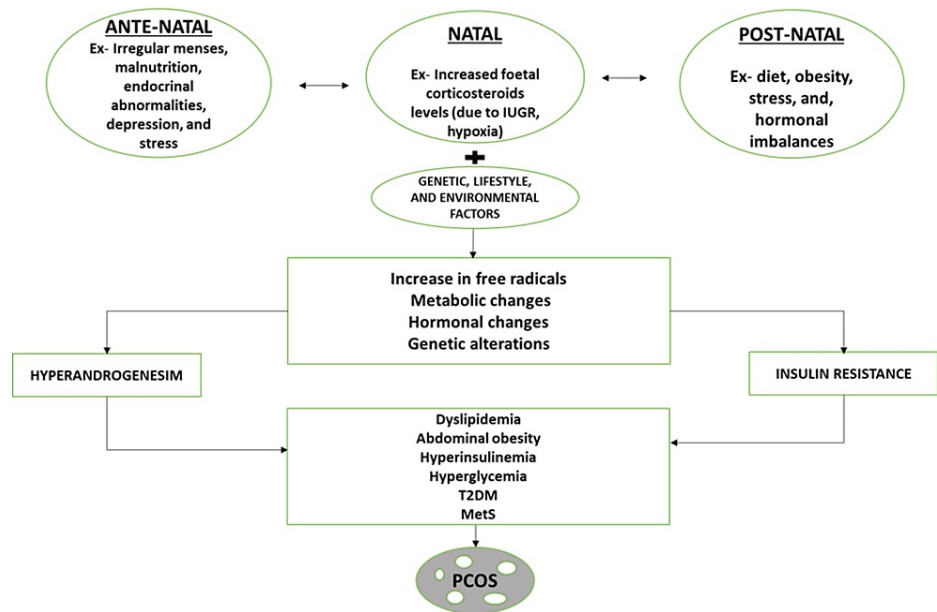 ANTE-NATAL
Ex- Irregular menses,
malnutrition,
endocrinal
abnormalities,
depression, and
stress
NATAL
Ex- Increased foetal
corticosteroids
levels (due to IUGR,
hypoxia)
POST-NATAL
Ex- diet, obesity,
stress, and,
hormonal
imbalances
GENETIC, LIFESTYLE,
AND ENVIRONMENTAL
FACTORS
Increase in free radicals
Metabolic changes
Hormonal changes
Genetic alterations
HYPERANDROGENESIM
INSULIN RESISTANCE
Dyslipidemia
Abdominal obesity
Hyperinsulinemia
Hyperglycemia
T2DM
MetS
PCOS